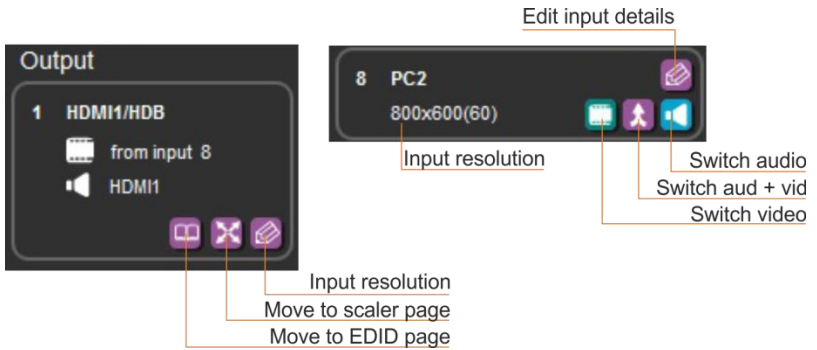 Edit input details
Output
1 HDMI1/HDB
from input 8
HDMI1
Input resolution
Move to scaler page
Move to EDID page
8 PC2
800x600(60)
Input resolution
Switch audio
Switch aud + vid
Switch video